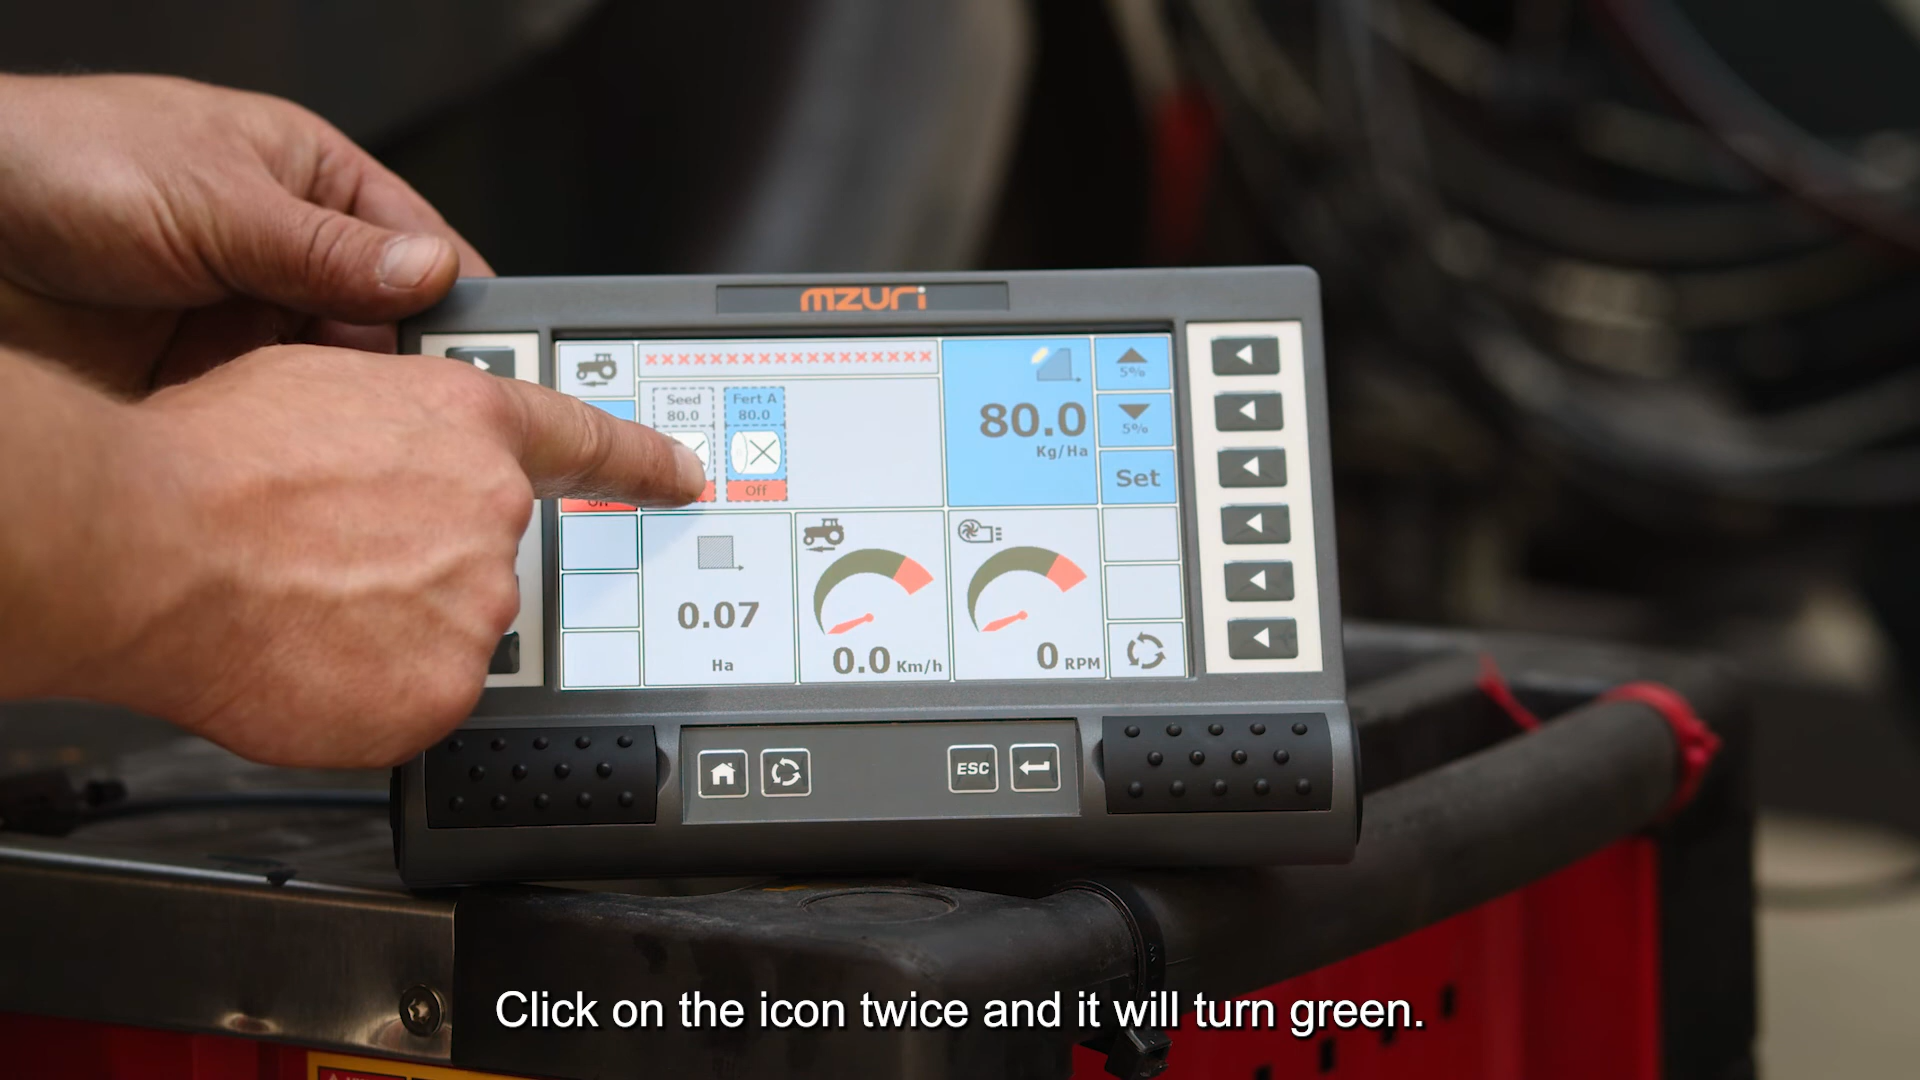 mzuri
5%
Seed
80.0
Fert A
80.0
80.0
Kg/Ha
5%
Set
Off
0.07
Ha
0.0 Km/h
0 RPM
ESC
Click on the icon twice and it will turn green.